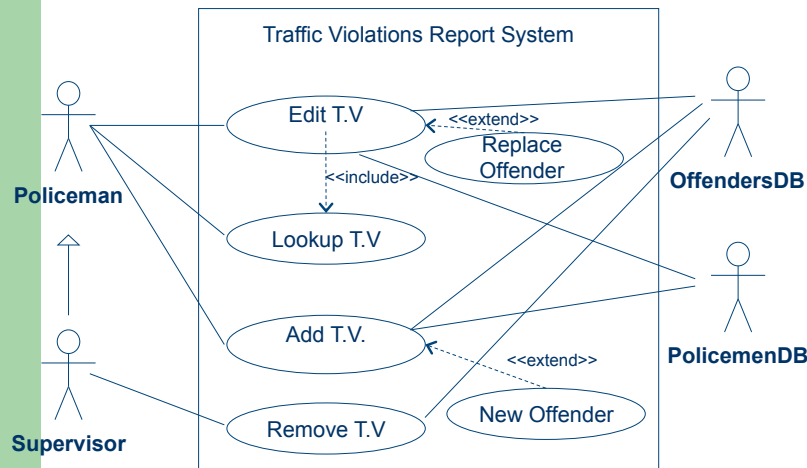 Traffic Violations Report System
Edit T.V
<<extend>>
Replace
Offender
<<include>>
Policeman
OffendersDB
Lookup T.V
Add T.V.
<<extend>>
PolicemenDB
New Offender
Remove T.V
Supervisor